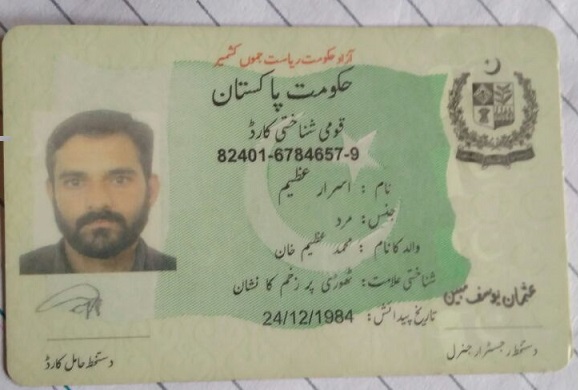 آزاد حکومت ریاست جموں کشمیر
حکومت پاکستان
قومی شناختی کارڈ
82401-6784657-9
نام : اسرار عظیم
جنس: مرد
والد کا نام : محمد عظیم خان
شناختی علامت: ٹھوڑی پر زخم کا نشان
تاریخ پیدائش: 24/12/1984
عثمان یوسف مبین
دستخط حامل کارڈ
دستخط رجسٹرار جنرل